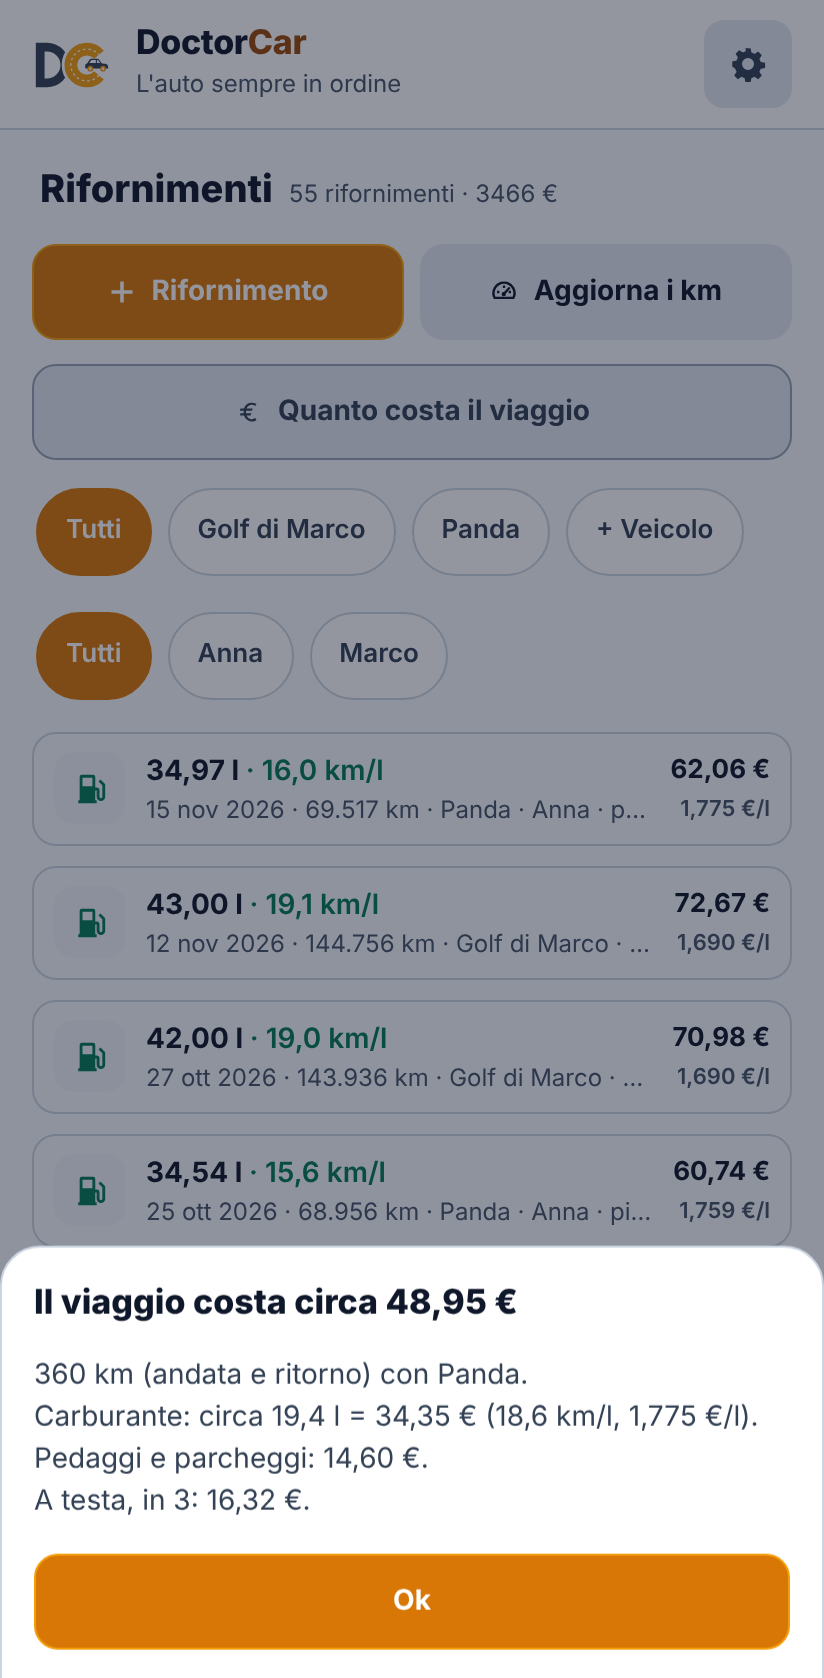 DC
DoctorCar
L'auto sempre in ordine
Rifornimenti 55 rifornimenti · 3466 €
+ Rifornimento
Aggiorna i km
€ Quanto costa il viaggio
Tutti Golf di Marco Panda + Veicolo
Tutti Anna Marco
34,97 l · 16,0 km/l 62,06 €
15 nov 2026 · 69.517 km · Panda · Anna · p... 1,775 €/l
43,00 l · 19,1 km/l 72,67 €
12 nov 2026 · 144.756 km · Golf di Marco · ... 1,690 €/l
42,00 l · 19,0 km/l 70,98 €
27 ott 2026 · 143.936 km · Golf di Marco · ... 1,690 €/l
34,54 l · 15,6 km/l 60,74 €
25 ott 2026 · 68.956 km · Panda · Anna · pi... 1,759 €/l
Il viaggio costa circa 48,95 €
360 km (andata e ritorno) con Panda.
Carburante: circa 19,4 l = 34,35 € (18,6 km/l, 1,775 €/l).
Pedaggi e parcheggi: 14,60 €.
A testa, in 3: 16,32 €.
Ok